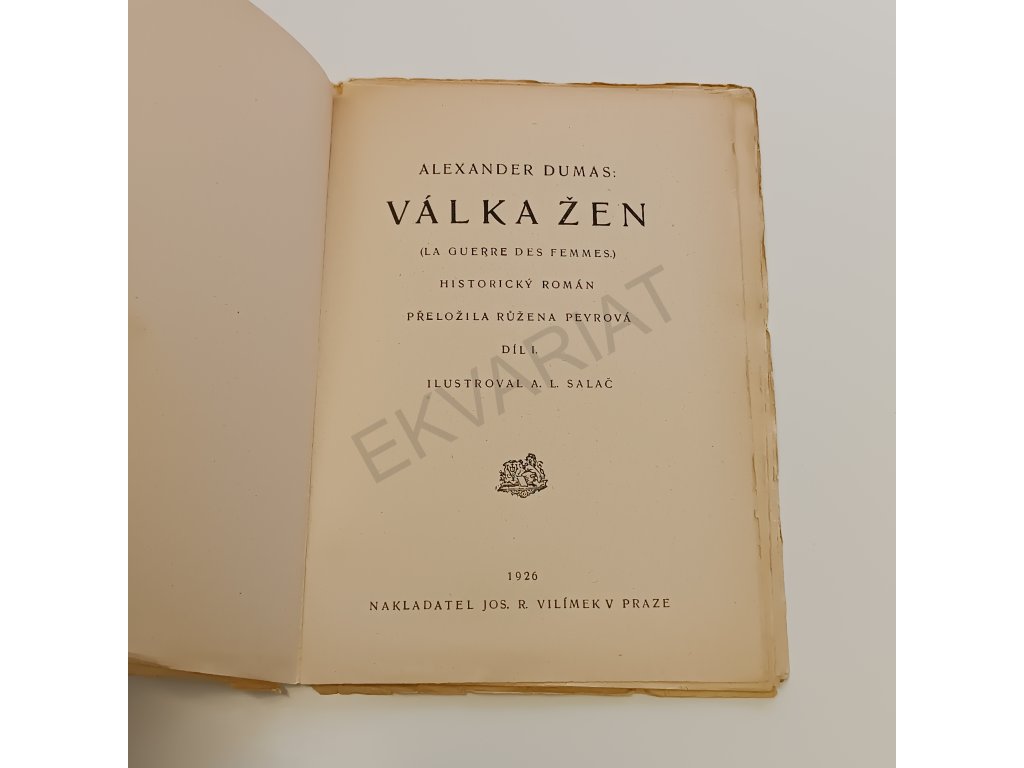 ALEXANDER DUMAS:
VÁLKA ŽEN
(LA GUERRE DES FEMMES.)
HISTORICKÝ ROMÁN
PŘELOŽILA RŮŽENA PEYROVÁ
DÍL I.
ILUSTROVAL A. L. SALAČ
EKVARIAT
1926
NAKLADATEL JOS. R. VILÍMEK V PRAZE